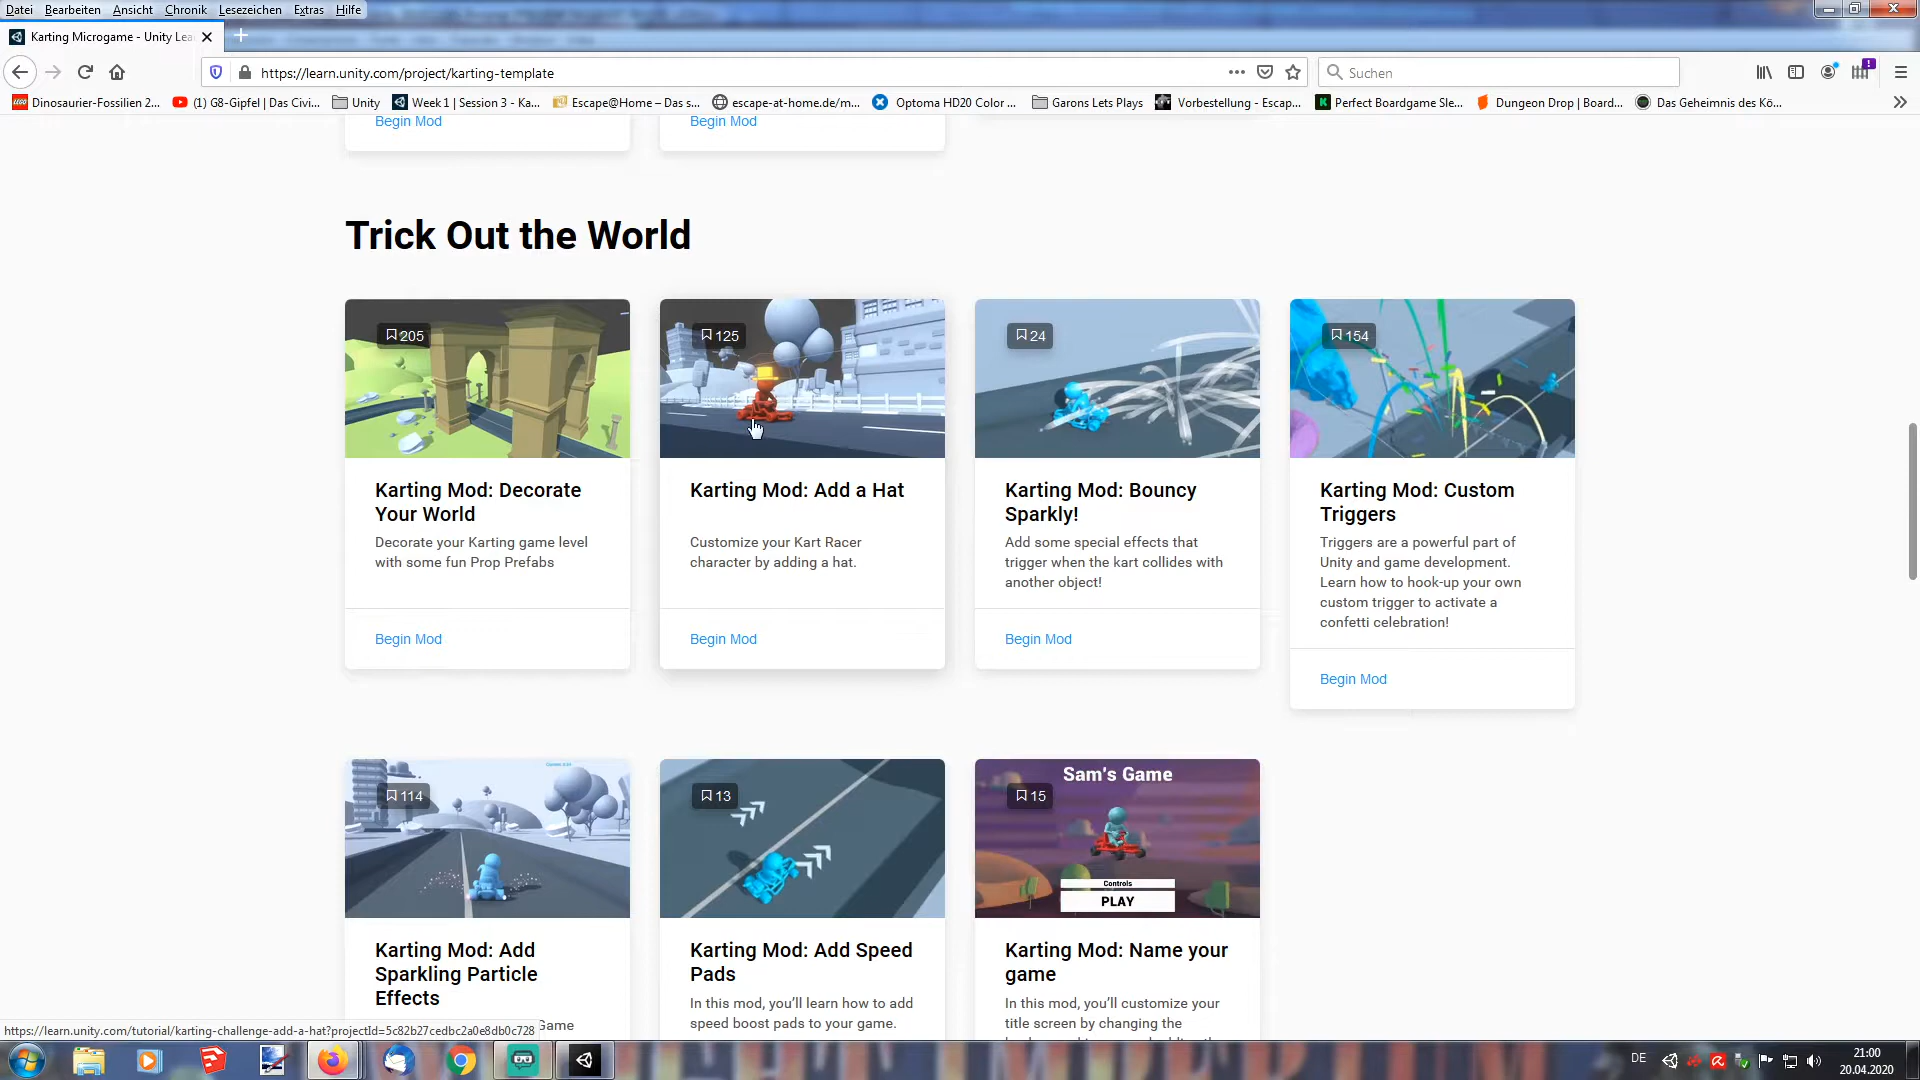 Datei Bearbeiten Ansicht Chronik Lesezeichen Extras Hilfe
Karting Microgame - Unity Lea
https://learn.unity.com/project/karting-template
Suchen
Dinosaurier-Fossilien 2... (1) G8-Gipfel | Das Civi... Unity Week 1 | Session 3 - Ka... Escape@Home – Das s... escape-at-home.de/m... Optoma HD20 Color ... Garons Lets Plays Vorbestellung - Escap... Perfect Boardgame Sle... Dungeon Drop | Board... Das Geheimnis des Kö...
Begin Mod Begin Mod
Trick Out the World
205
125
24
154
Karting Mod: Decorate
Your World
Decorate your Karting game level
with some fun Prop Prefabs
Begin Mod
Karting Mod: Add a Hat
Customize your Kart Racer
character by adding a hat.
Begin Mod
Karting Mod: Bouncy
Sparkly!
Add some special effects that
trigger when the kart collides with
another object!
Begin Mod
Karting Mod: Custom
Triggers
Triggers are a powerful part of
Unity and game development.
Learn how to hook-up your own
custom trigger to activate a
confetti celebration!
Begin Mod
114
Karting Mod: Add
Sparkling Particle
Effects
Game
13
Karting Mod: Add Speed
Pads
In this mod, you’ll learn how to add
speed boost pads to your game.
Sam's Game
15
Controls
PLAY
Karting Mod: Name your
game
In this mod, you’ll customize your
title screen by changing the
https://learn.unity.com/tutorial/karting-challenge-add-a-hat?projectId=5c82b27cedbc2a0e8db0c728
DE
21:00
20.04.2020